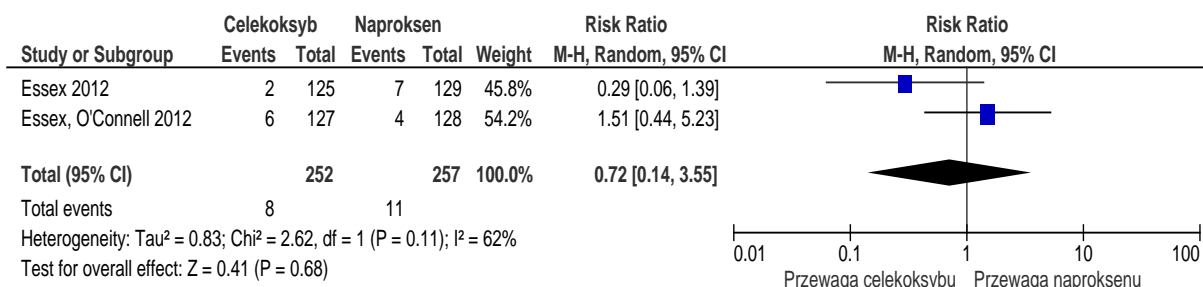 Celekoksyb Naproksen Risk Ratio Risk Ratio
Study or Subgroup Events Total Events Total Weight M-H, Random, 95% CI M-H, Random, 95% CI
Essex 2012 2 125 7 129 45.8% 0.29 [0.06, 1.39]
Essex, O'Connell 2012 6 127 4 128 54.2% 1.51 [0.44, 5.23]
Total (95% CI) 252 257 100.0% 0.72 [0.14, 3.55]
Total events 8 11
Heterogeneity: Tau² = 0.83; Chi² = 2.62, df = 1 (P = 0.11); I² = 62%
Test for overall effect: Z = 0.41 (P = 0.68)
0.01 0.1 1 10 100
Przewaga celekoksybu Przewaga naproksenu